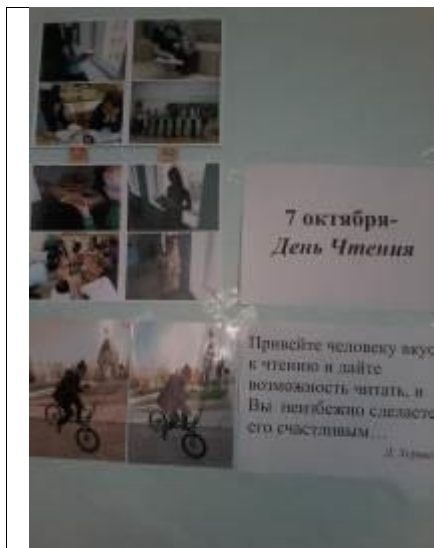 7 октября-
День Чтения
Привейте человеку вкус
к чтению и дайте
возможность читать, и
Вы неизбежно сделаете
его счастливым…
Д.